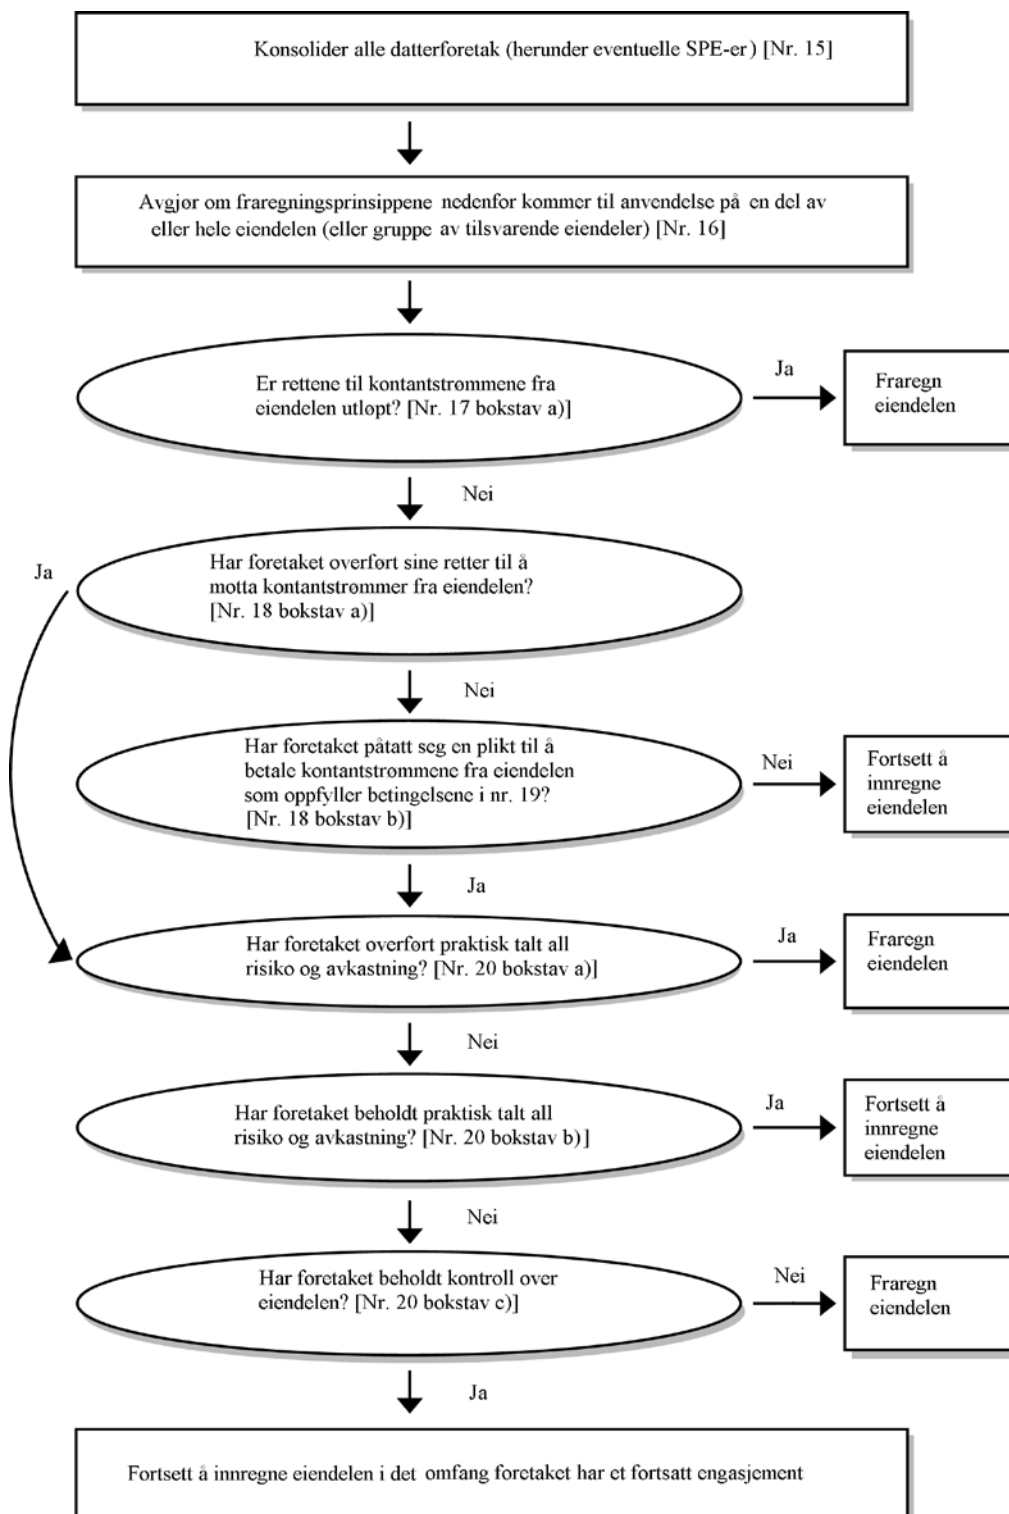 Konsolider alle datterforetak (herunder eventuelle SPE-er) [Nr. 15]
Avgjør om fraregningsprinsippene nedenfor kommer til anvendelse på en del av
eller hele eiendelen (eller gruppe av tilsvarende eiendeler) [Nr. 16]
Er rettene til kontantstrømmene fra
eiendelen utløpt? [Nr. 17 bokstav a)]
Ja
Fraregn
eiendelen
Nei
Har foretaket overført sine retter til å
motta kontantstrømmer fra eiendelen?
[Nr. 18 bokstav a)]
Ja
Nei
Har foretaket påtatt seg en plikt til å
betale kontantstrømmene fra eiendelen
som oppfyller betingelsene i nr. 19?
[Nr. 18 bokstav b)]
Nei
Fortsett å
innregne
eiendelen
Ja
Har foretaket overført praktisk talt all
risiko og avkastning? [Nr. 20 bokstav a)]
Ja
Fraregn
eiendelen
Nei
Har foretaket beholdt praktisk talt all
risiko og avkastning? [Nr. 20 bokstav b)]
Ja
Fortsett å
innregne
eiendelen
Nei
Har foretaket beholdt kontroll over
eiendelen? [Nr. 20 bokstav c)]
Nei
Fraregn
eiendelen
Ja
Fortsett å innregne eiendelen i det omfang foretaket har et fortsatt engasjement